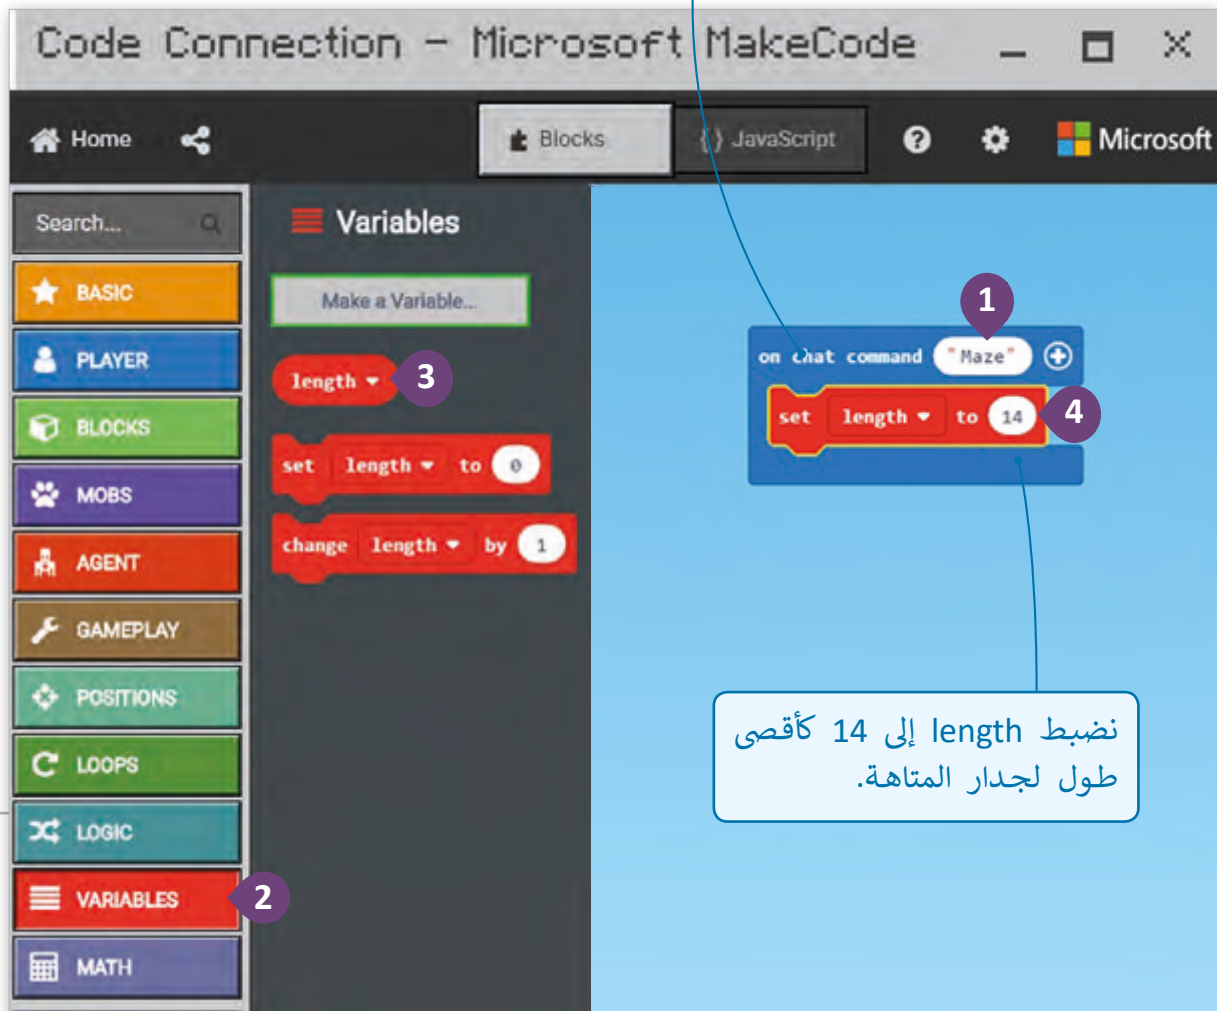 Code Connection – Microsoft MakeCode
Home
Blocks
{ } JavaScript
Microsoft
Search...
BASIC
PLAYER
BLOCKS
MOBS
AGENT
GAMEPLAY
POSITIONS
LOOPS
LOGIC
VARIABLES
2
MATH
Variables
Make a Variable...
length
3
set length to 0
change length by 1
1
on chat command "Maze"
set length to 14
4
نضبط length إلى 14 كأقصى
طول لجدار المتاهة.